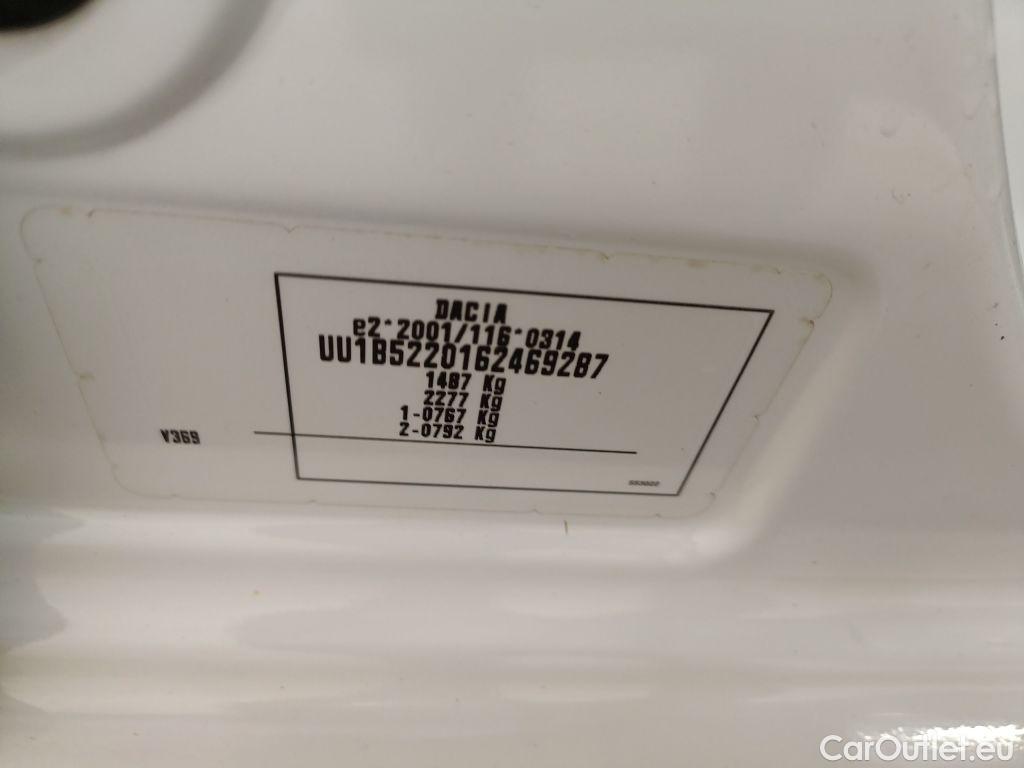 DACIA
e2*2001/116*0314
UU1B5220162469287
1487 Kg
2277 Kg
1-0767 Kg
2-0792 Kg
V369
553022
CarOutlet.eu